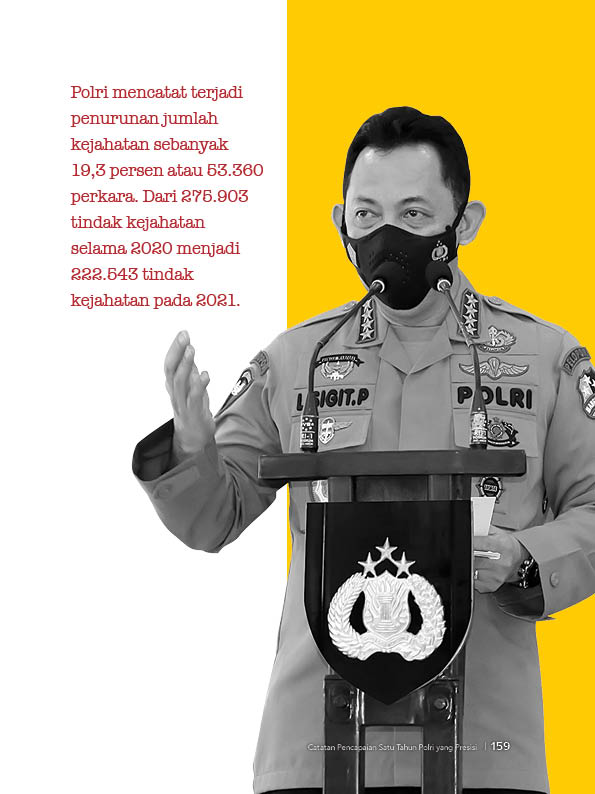 Polri mencatat terjadi
penurunan jumlah
kejahatan sebanyak
19,3 persen atau 53.360
perkara. Dari 275.903
tindak kejahatan
selama 2020 menjadi
222.543 tindak
kejahatan pada 2021.
L SIGIT.P
POLRI
Catatan Pencapaian Satu Tahun Polri yang Presisi | 159